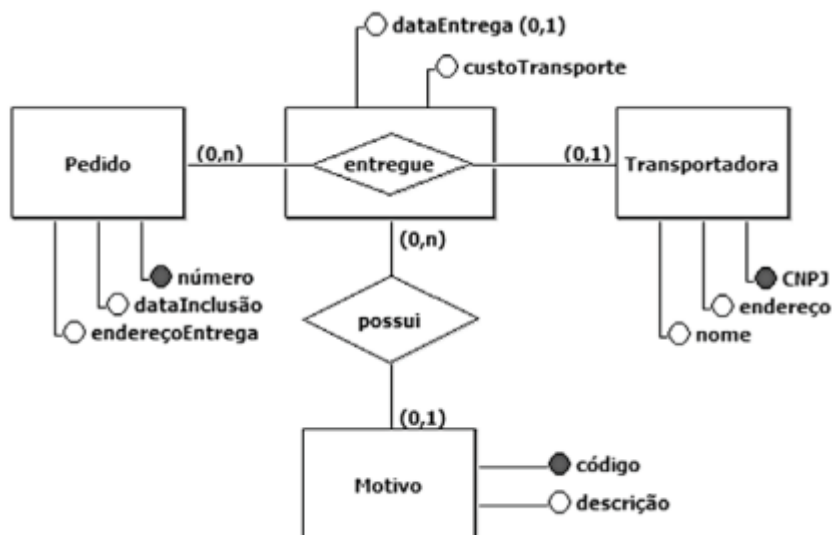 dataEntrega (0,1)
custoTransporte
Pedido
(0,n)
entregue
(0,1)
Transportadora
número
dataInclusão
endereçoEntrega
(0,n)
CNPJ
endereço
nome
possui
(0,1)
Motivo
código
descrição